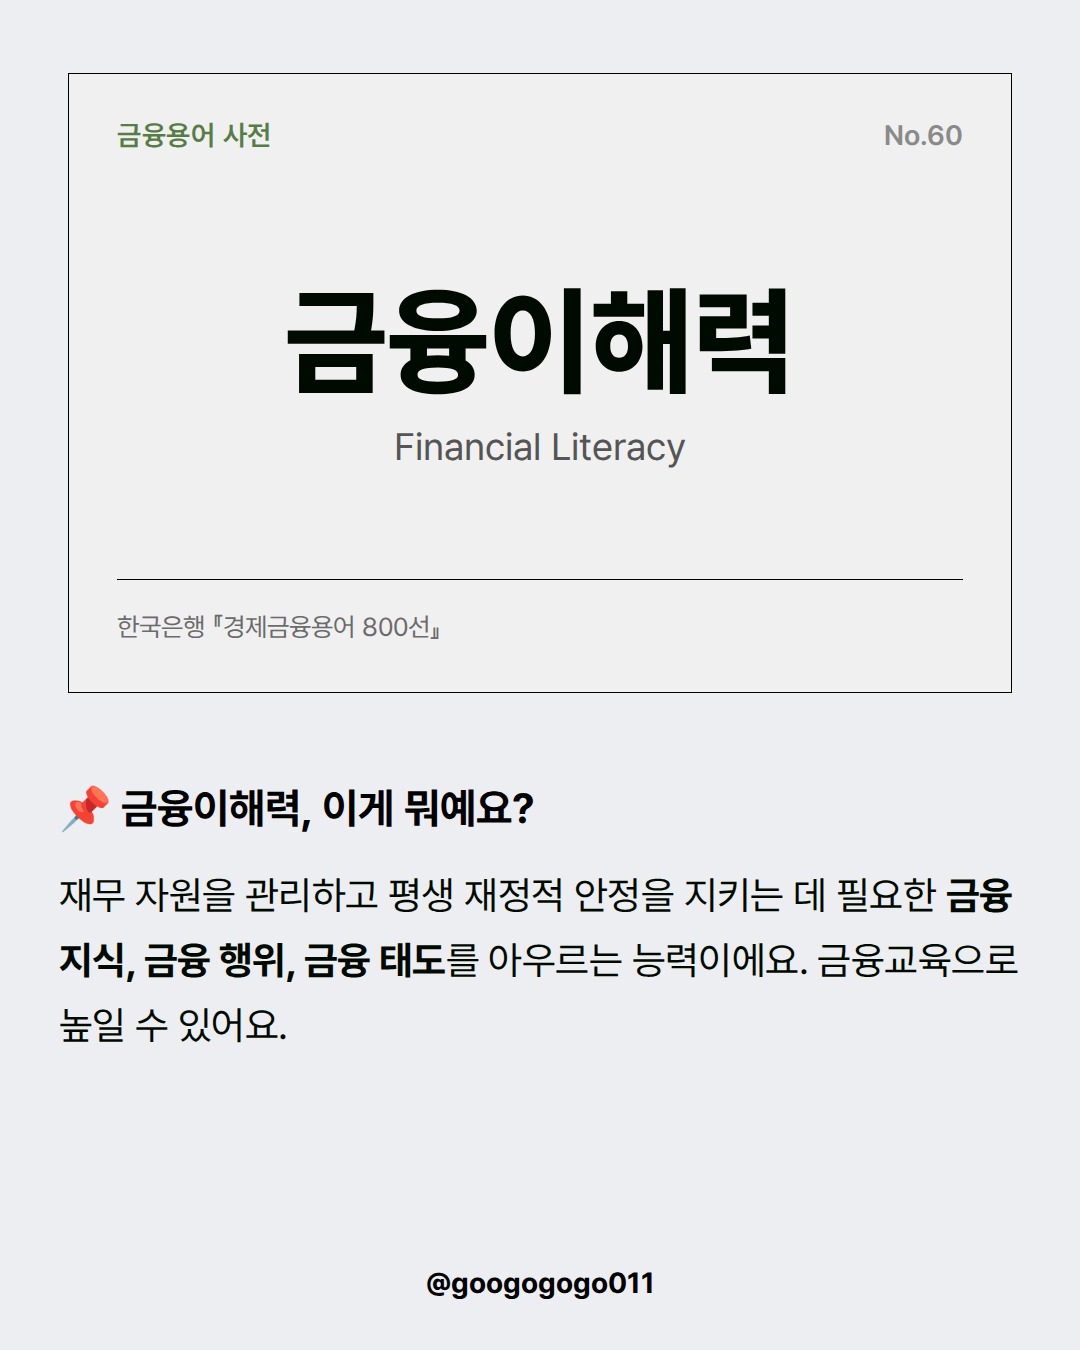 금융용어 사전
No.60
금융이해력
Financial Literacy
한국은행 『경제금융용어 800선』
📌 금융이해력, 이게 뭐예요?
재무 자원을 관리하고 평생 재정적 안정을 지키는 데 필요한 금융
지식, 금융 행위, 금융 태도를 아우르는 능력이에요. 금융교육으로
높일 수 있어요.
@googogogo011